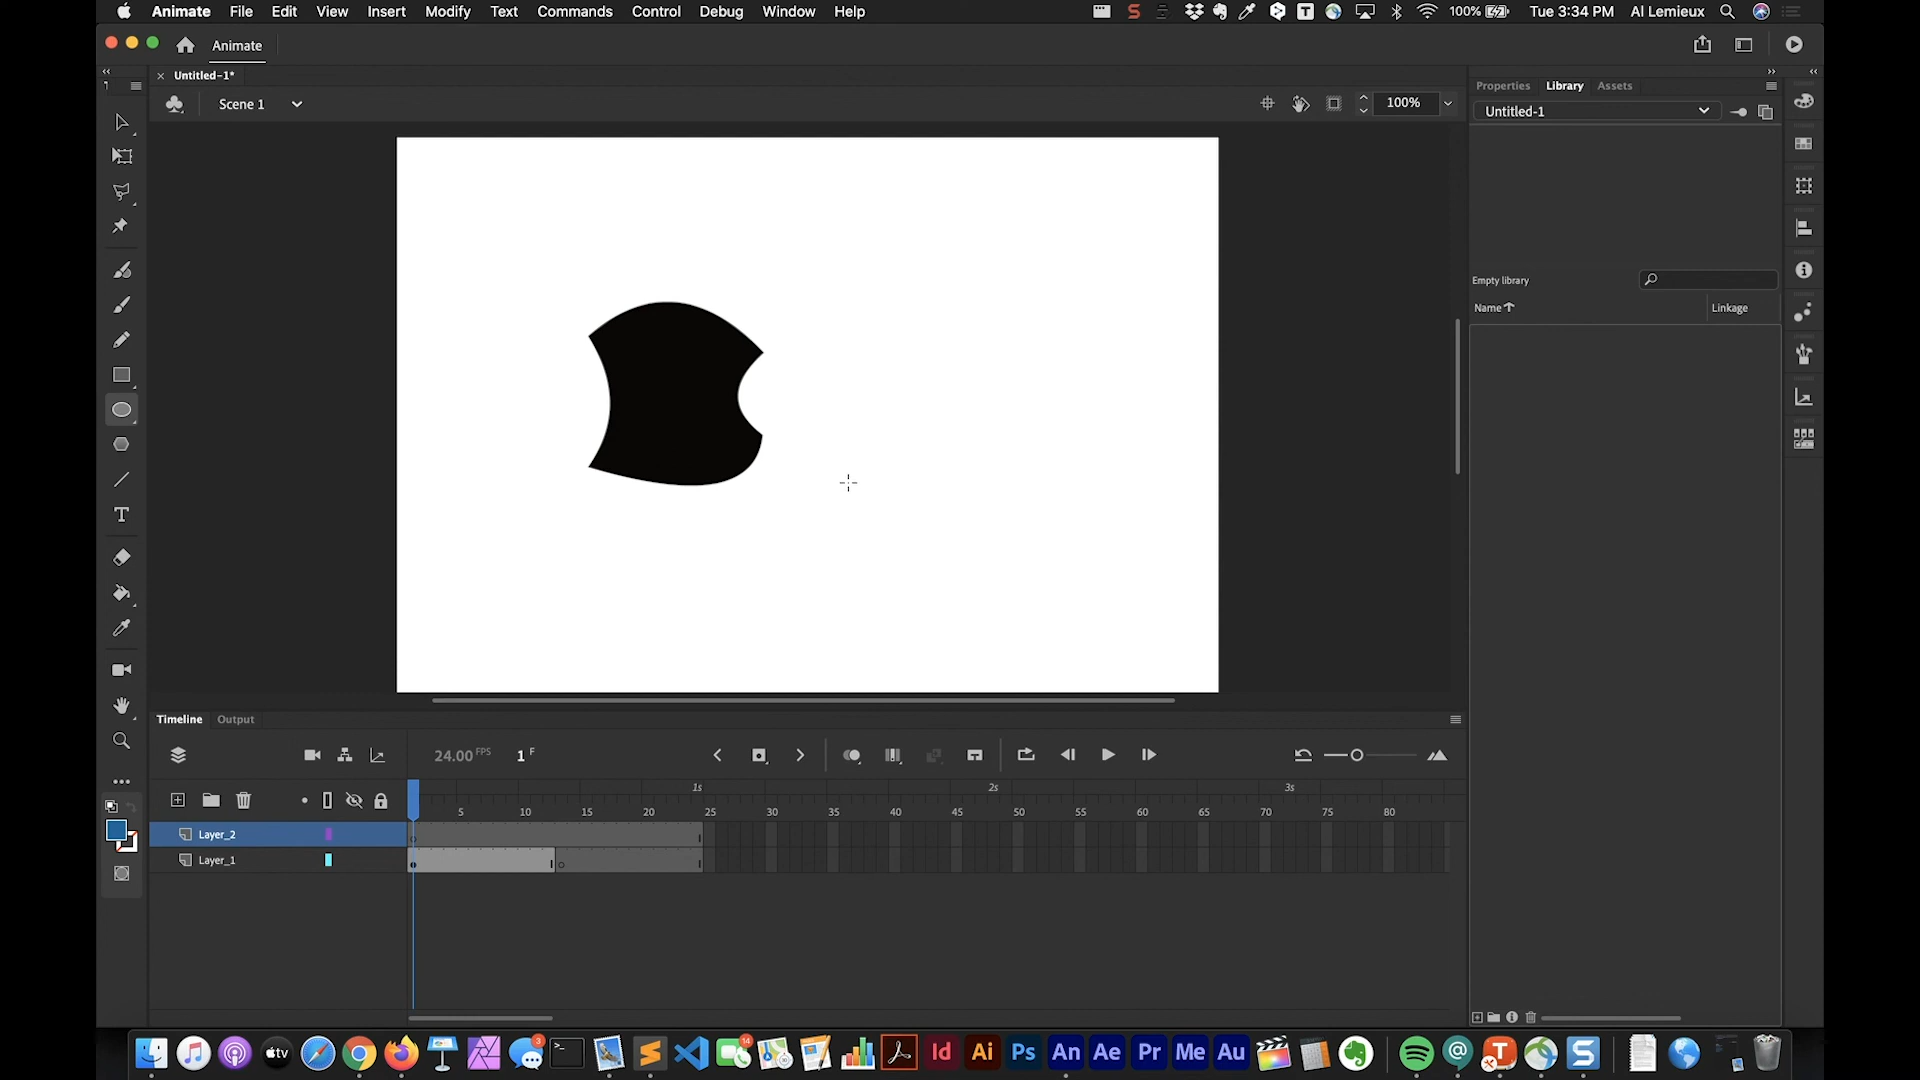 Animate File Edit View Insert Modify Text Commands Control Debug Window Help 100% Tue 3:34 PM Al Lemieux
Animate
Untitled-1*
Scene 1 100%
Properties Library Assets
Untitled-1
Empty library
Name Linkage
Timeline Output
24.00 FPS 1 F
1s 2s 3s
5 10 15 20 25 30 35 40 45 50 55 60 65 70 75 80
Layer_2
Layer_1
tv 3 14 Id Ai Ps An Ae Pr Me Au